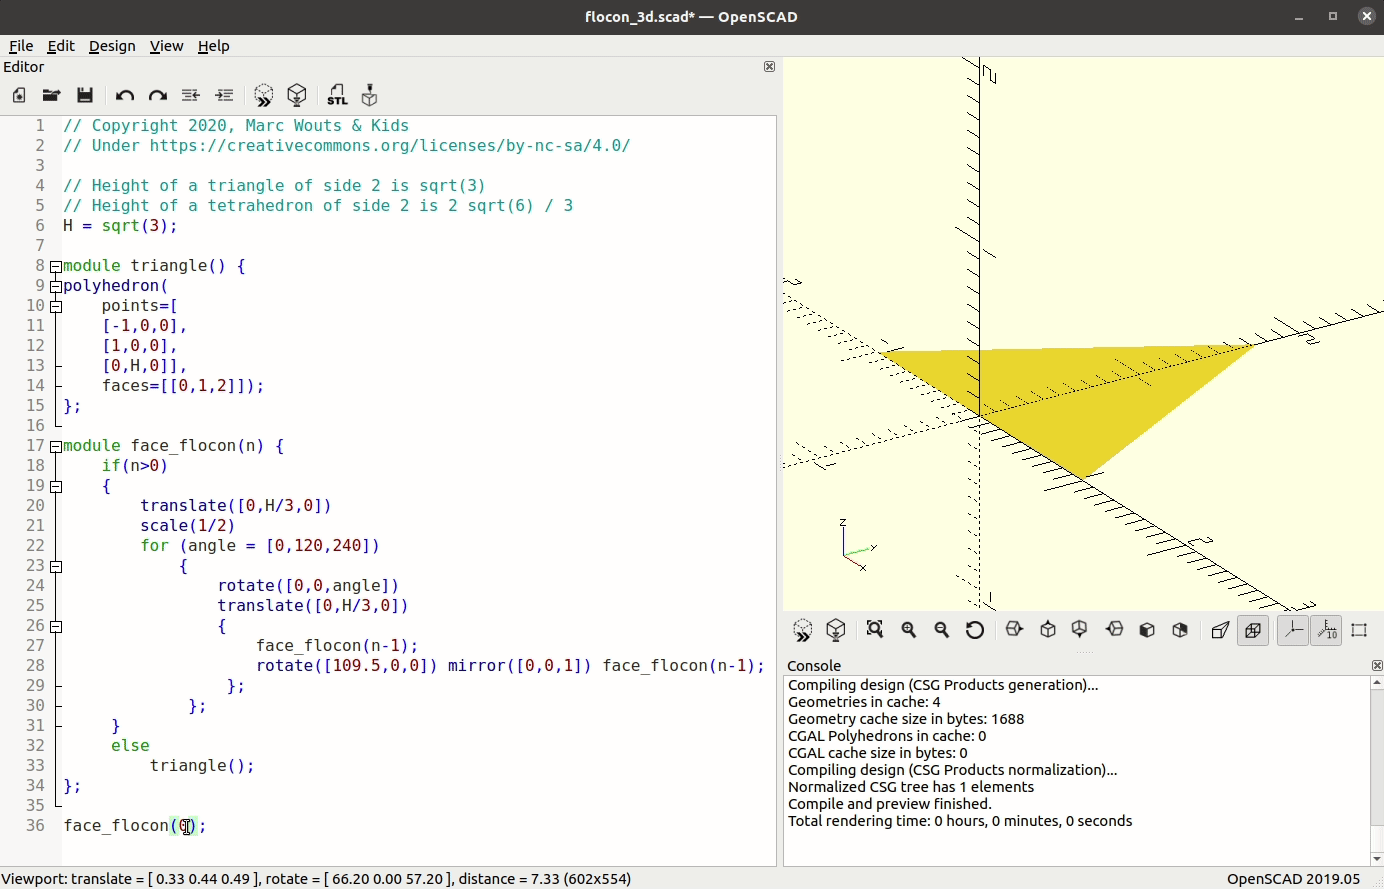 flocon_3d.scad* — OpenSCAD
File Edit Design View Help
Editor
STL
1 // Copyright 2020, Marc Wouts & Kids
2 // Under https://creativecommons.org/licenses/by-nc-sa/4.0/
3
4 // Height of a triangle of side 2 is sqrt(3)
5 // Height of a tetrahedron of side 2 is 2 sqrt(6) / 3
6 H = sqrt(3);
7
8 module triangle() {
9 polyhedron(
10 points=[
11 [-1,0,0],
12 [1,0,0],
13 [0,H,0]],
14 faces=[[0,1,2]]);
15 };
16
17 module face_flocon(n) {
18 if(n>0)
19 {
20 translate([0,H/3,0])
21 scale(1/2)
22 for (angle = [0,120,240])
23 {
24 rotate([0,0,angle])
25 translate([0,H/3,0])
26 {
27 face_flocon(n-1);
28 rotate([109.5,0,0]) mirror([0,0,1]) face_flocon(n-1);
29 };
30 };
31 }
32 else
33 triangle();
34 };
35
36 face_flocon(0);
Z
Y
X
10
Console
Compiling design (CSG Products generation)...
Geometries in cache: 4
Geometry cache size in bytes: 1688
CGAL Polyhedrons in cache: 0
CGAL cache size in bytes: 0
Compiling design (CSG Products normalization)...
Normalized CSG tree has 1 elements
Compile and preview finished.
Total rendering time: 0 hours, 0 minutes, 0 seconds
Viewport: translate = [ 0.33 0.44 0.49 ], rotate = [ 66.20 0.00 57.20 ], distance = 7.33 (602x554)
OpenSCAD 2019.05